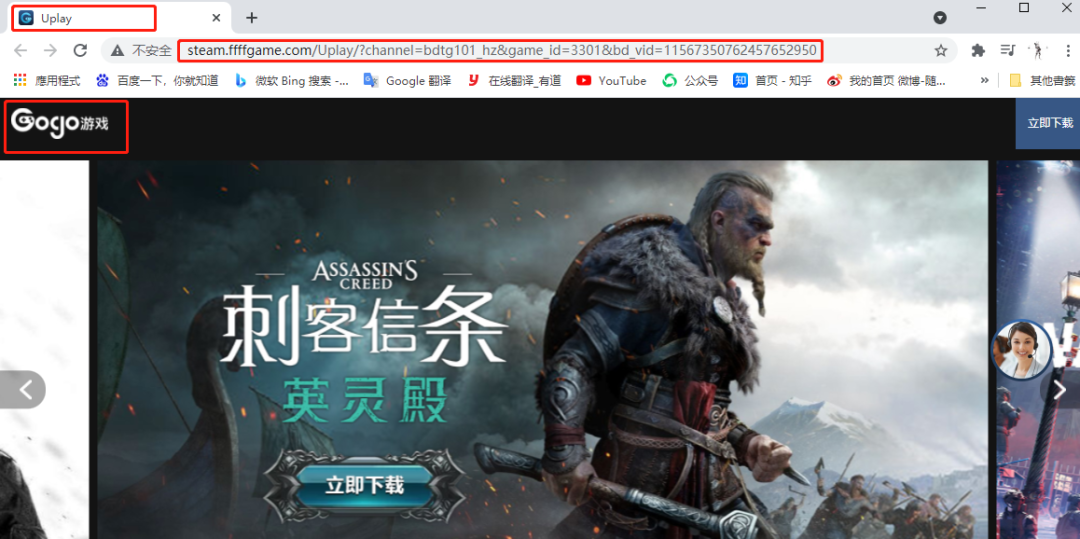 Uplay
不安全 steam.ffffgame.com/Uplay/?channel=bdtg101_hz&game_id=3301&bd_vid=11567350762457652950
應用程式 百度一下，你就知道 微软 Bing 搜索 -... Google 翻译 在线翻译_有道 YouTube 公众号 首页 - 知乎 我的首页 微博-随... » 其他書籤
Gogo游戏 立即下载
ASSASSIN'S
CREED
刺客信条
英灵殿
立即下载